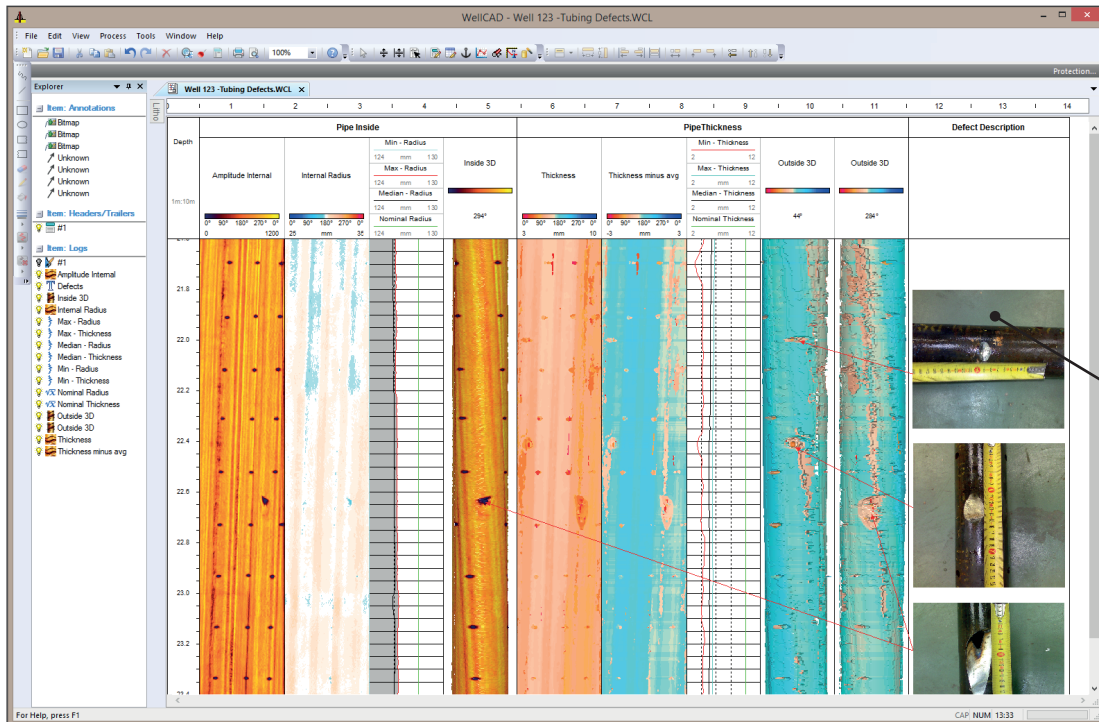 WellCAD - Well 123 -Tubing Defects.WCL
File Edit View Process Tools Window Help
100%
Protection...
Explorer
Well 123 -Tubing Defects.WCL
Item: Annotations
Bitmap
Bitmap
Bitmap
Unknown
Unknown
Unknown
Unknown
Item: Headers/Trailers
#1
Item: Logs
#1
Amplitude Internal
Defects
Inside 3D
Internal Radius
Max - Radius
Max - Thickness
Median - Radius
Median - Thickness
Min - Radius
Min - Thickness
Nominal Radius
Nominal Thickness
Outside 3D
Outside 3D
Thickness
Thickness minus avg
Litho
1 2 3 4 5 6 7 8 9 10 11 12 13 14
Pipe Inside PipeThickness Defect Description
Depth
1m:10m
Amplitude Internal
0° 90° 180° 270° 0°
0 1200
Internal Radius
0° 90° 180° 270° 0°
25 mm 35
Min - Radius
124 mm 130
Max - Radius
124 mm 130
Median - Radius
124 mm 130
Nominal Radius
124 mm 130
Inside 3D
294°
Thickness
0° 90° 180° 270° 0°
3 mm 10
Thickness minus avg
0° 90° 180° 270° 0°
-3 mm 3
Min - Thickness
2 mm 12
Max - Thickness
2 mm 12
Median - Thickness
2 mm 12
Nominal Thickness
2 mm 12
Outside 3D
44°
Outside 3D
284°
21.8
22.0
22.2
22.4
22.6
22.8
23.0
23.2
For Help, press F1
CAP NUM 13:33